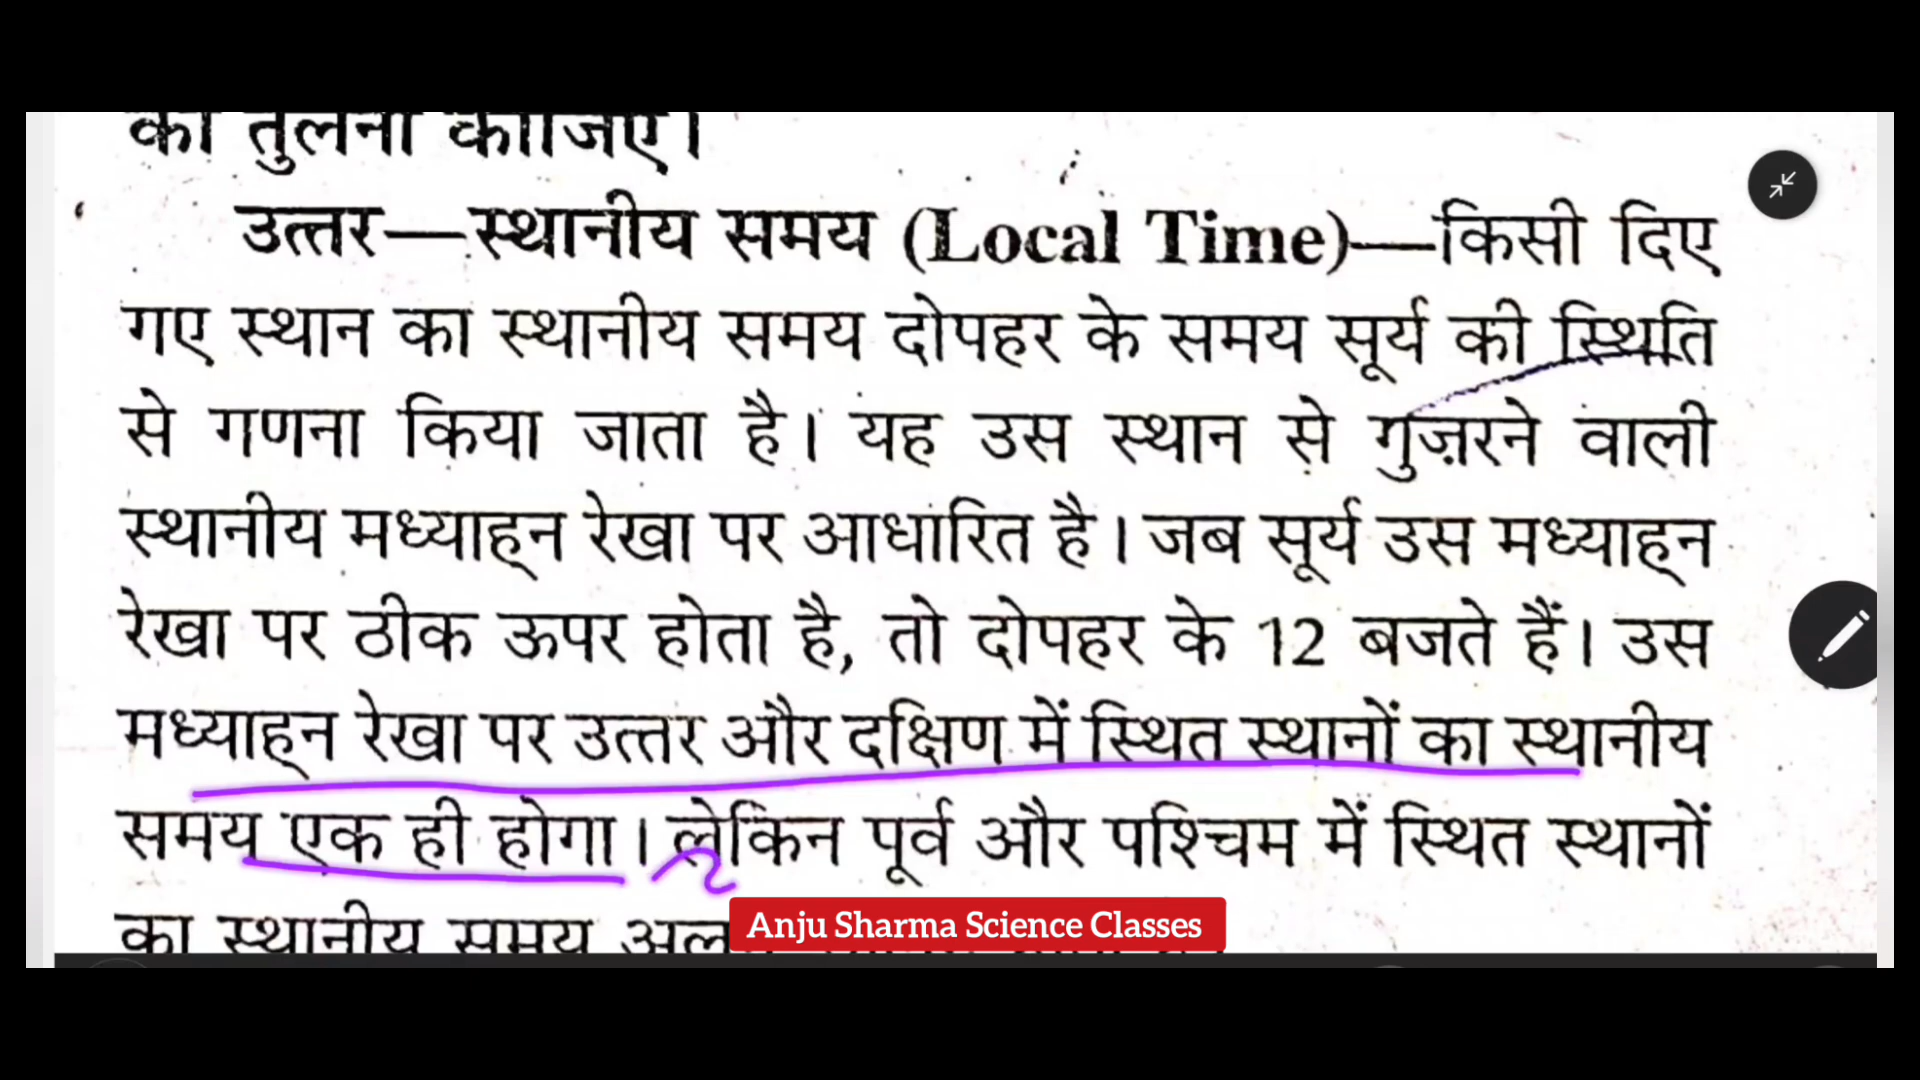 की तुलना कीजिए।
उत्तर—स्थानीय समय (Local Time)—किसी दिए
गए स्थान का स्थानीय समय दोपहर के समय सूर्य की स्थिति
से गणना किया जाता है। यह उस स्थान से गुज़रने वाली
स्थानीय मध्याह्न रेखा पर आधारित है। जब सूर्य उस मध्याह्न
रेखा पर ठीक ऊपर होता है, तो दोपहर के 12 बजते हैं। उस
मध्याह्न रेखा पर उत्तर और दक्षिण में स्थित स्थानों का स्थानीय
समय एक ही होगा। लेकिन पूर्व और पश्चिम में स्थित स्थानों
का स्थानीय समय
Anju Sharma Science Classes